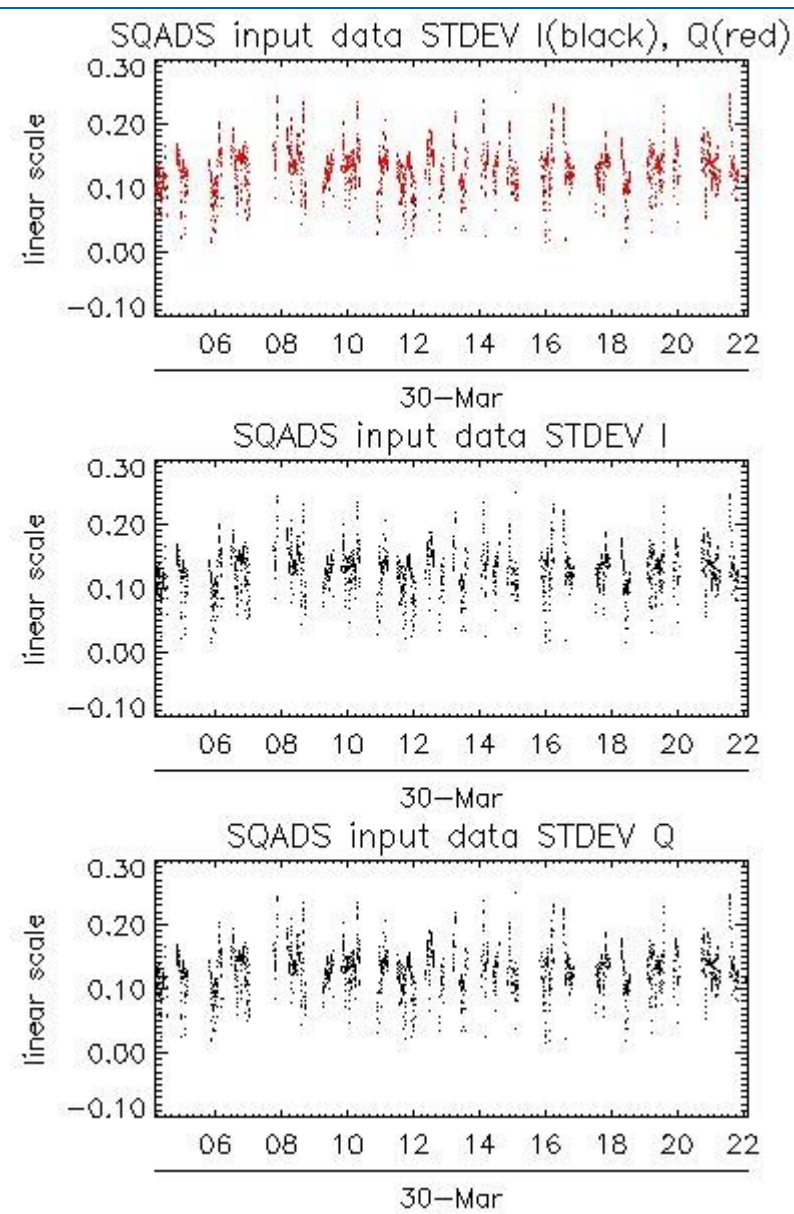 SQADS input data STDEV I(black), Q(red)
0.30
0.20
0.10
0.00
-0.10
linear scale
06 08 10 12 14 16 18 20 22
30-Mar
SQADS input data STDEV I
0.30
0.20
0.10
0.00
-0.10
linear scale
06 08 10 12 14 16 18 20 22
30-Mar
SQADS input data STDEV Q
0.30
0.20
0.10
0.00
-0.10
linear scale
06 08 10 12 14 16 18 20 22
30-Mar